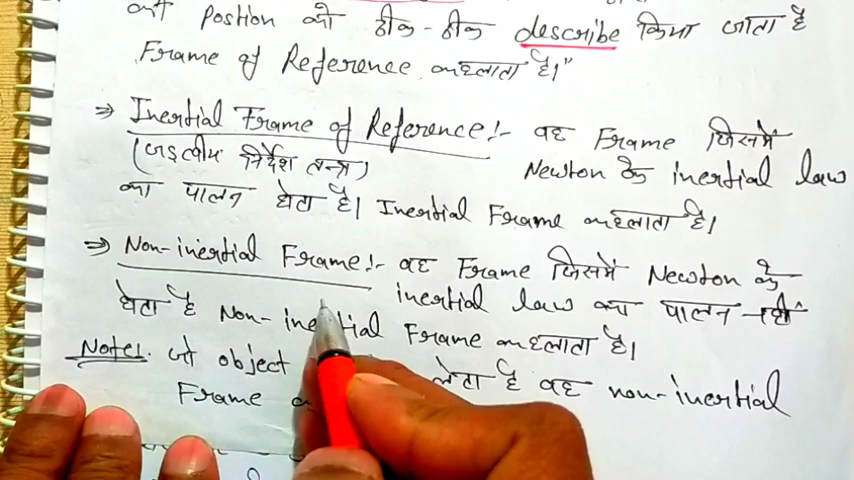 की Postion को ठीक-ठीक describe किया जाता है
Frame of Reference कहलाता है।"
⇒ Inertial Frame of Reference :- वह Frame जिसमें
(जड़त्वीय निर्देश तन्त्र) Newton के inertial law
का पालन होता है। Inertial Frame कहलाता है।
⇒ Non-inertial Frame :- वह Frame जिसमें Newton के
inertial law का पालन नहीं
होता है Non-inertial Frame कहलाता है।
Note:. जो object होता है वह non-inertial
Frame